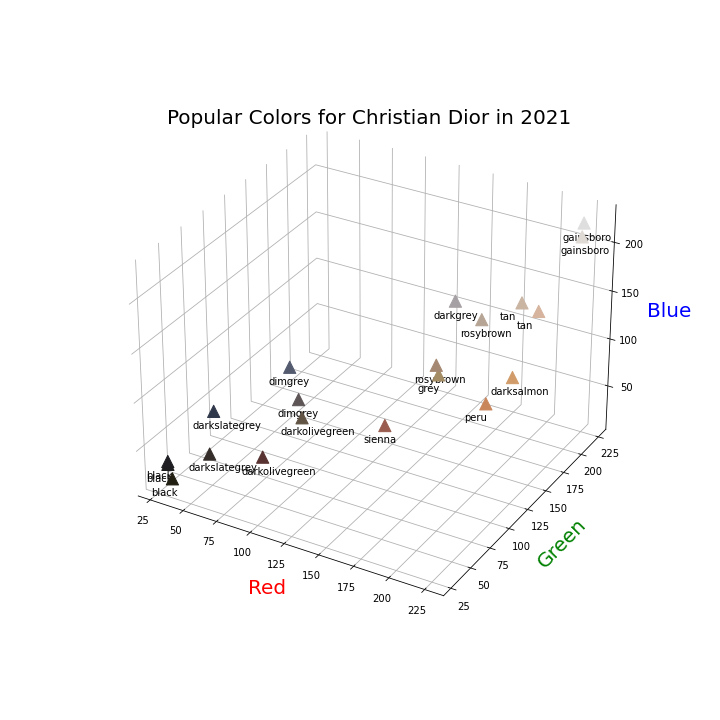 Popular Colors for Christian Dior in 2021
gainsboro
gainsboro
200
150
Blue
100
50
darkgrey
tan
tan
rosybrown
dimgrey
rosybrown
grey
darksalmon
dimgrey
peru
darkslategrey
darkolivegreen
sienna
darkslategrey
darkolivegreen
black
black
black
25
50
75
100
125
150
175
200
225
Red
25
50
75
100
125
150
175
200
225
Green